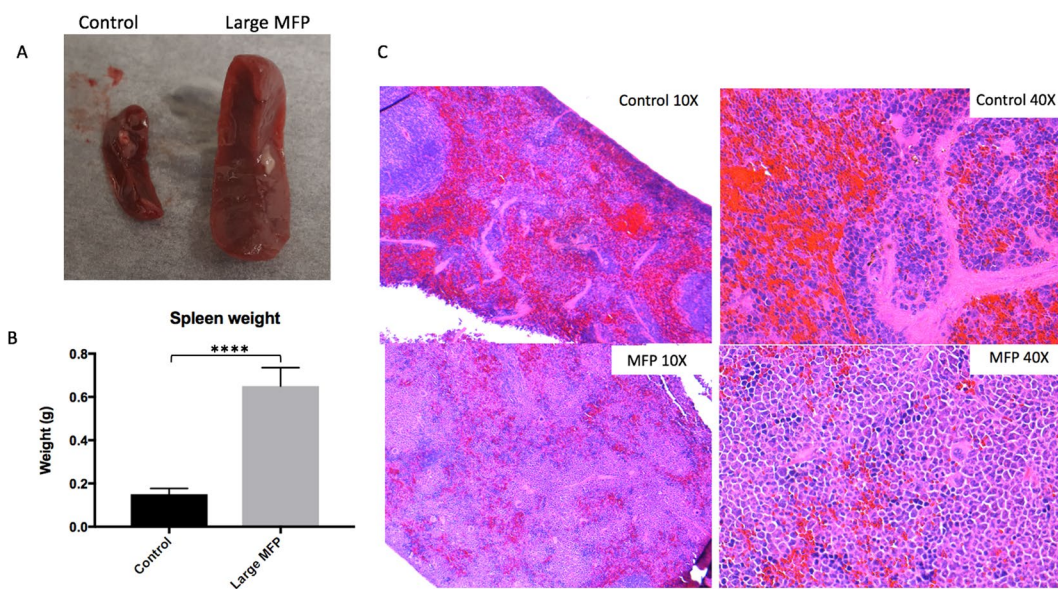 Control Large MFP
A
C
Control 10X
Control 40X
B
Spleen weight
****
0.8
0.6
0.4
0.2
0.0
Weight (g)
Control
Large MFP
MFP 10X
MFP 40X